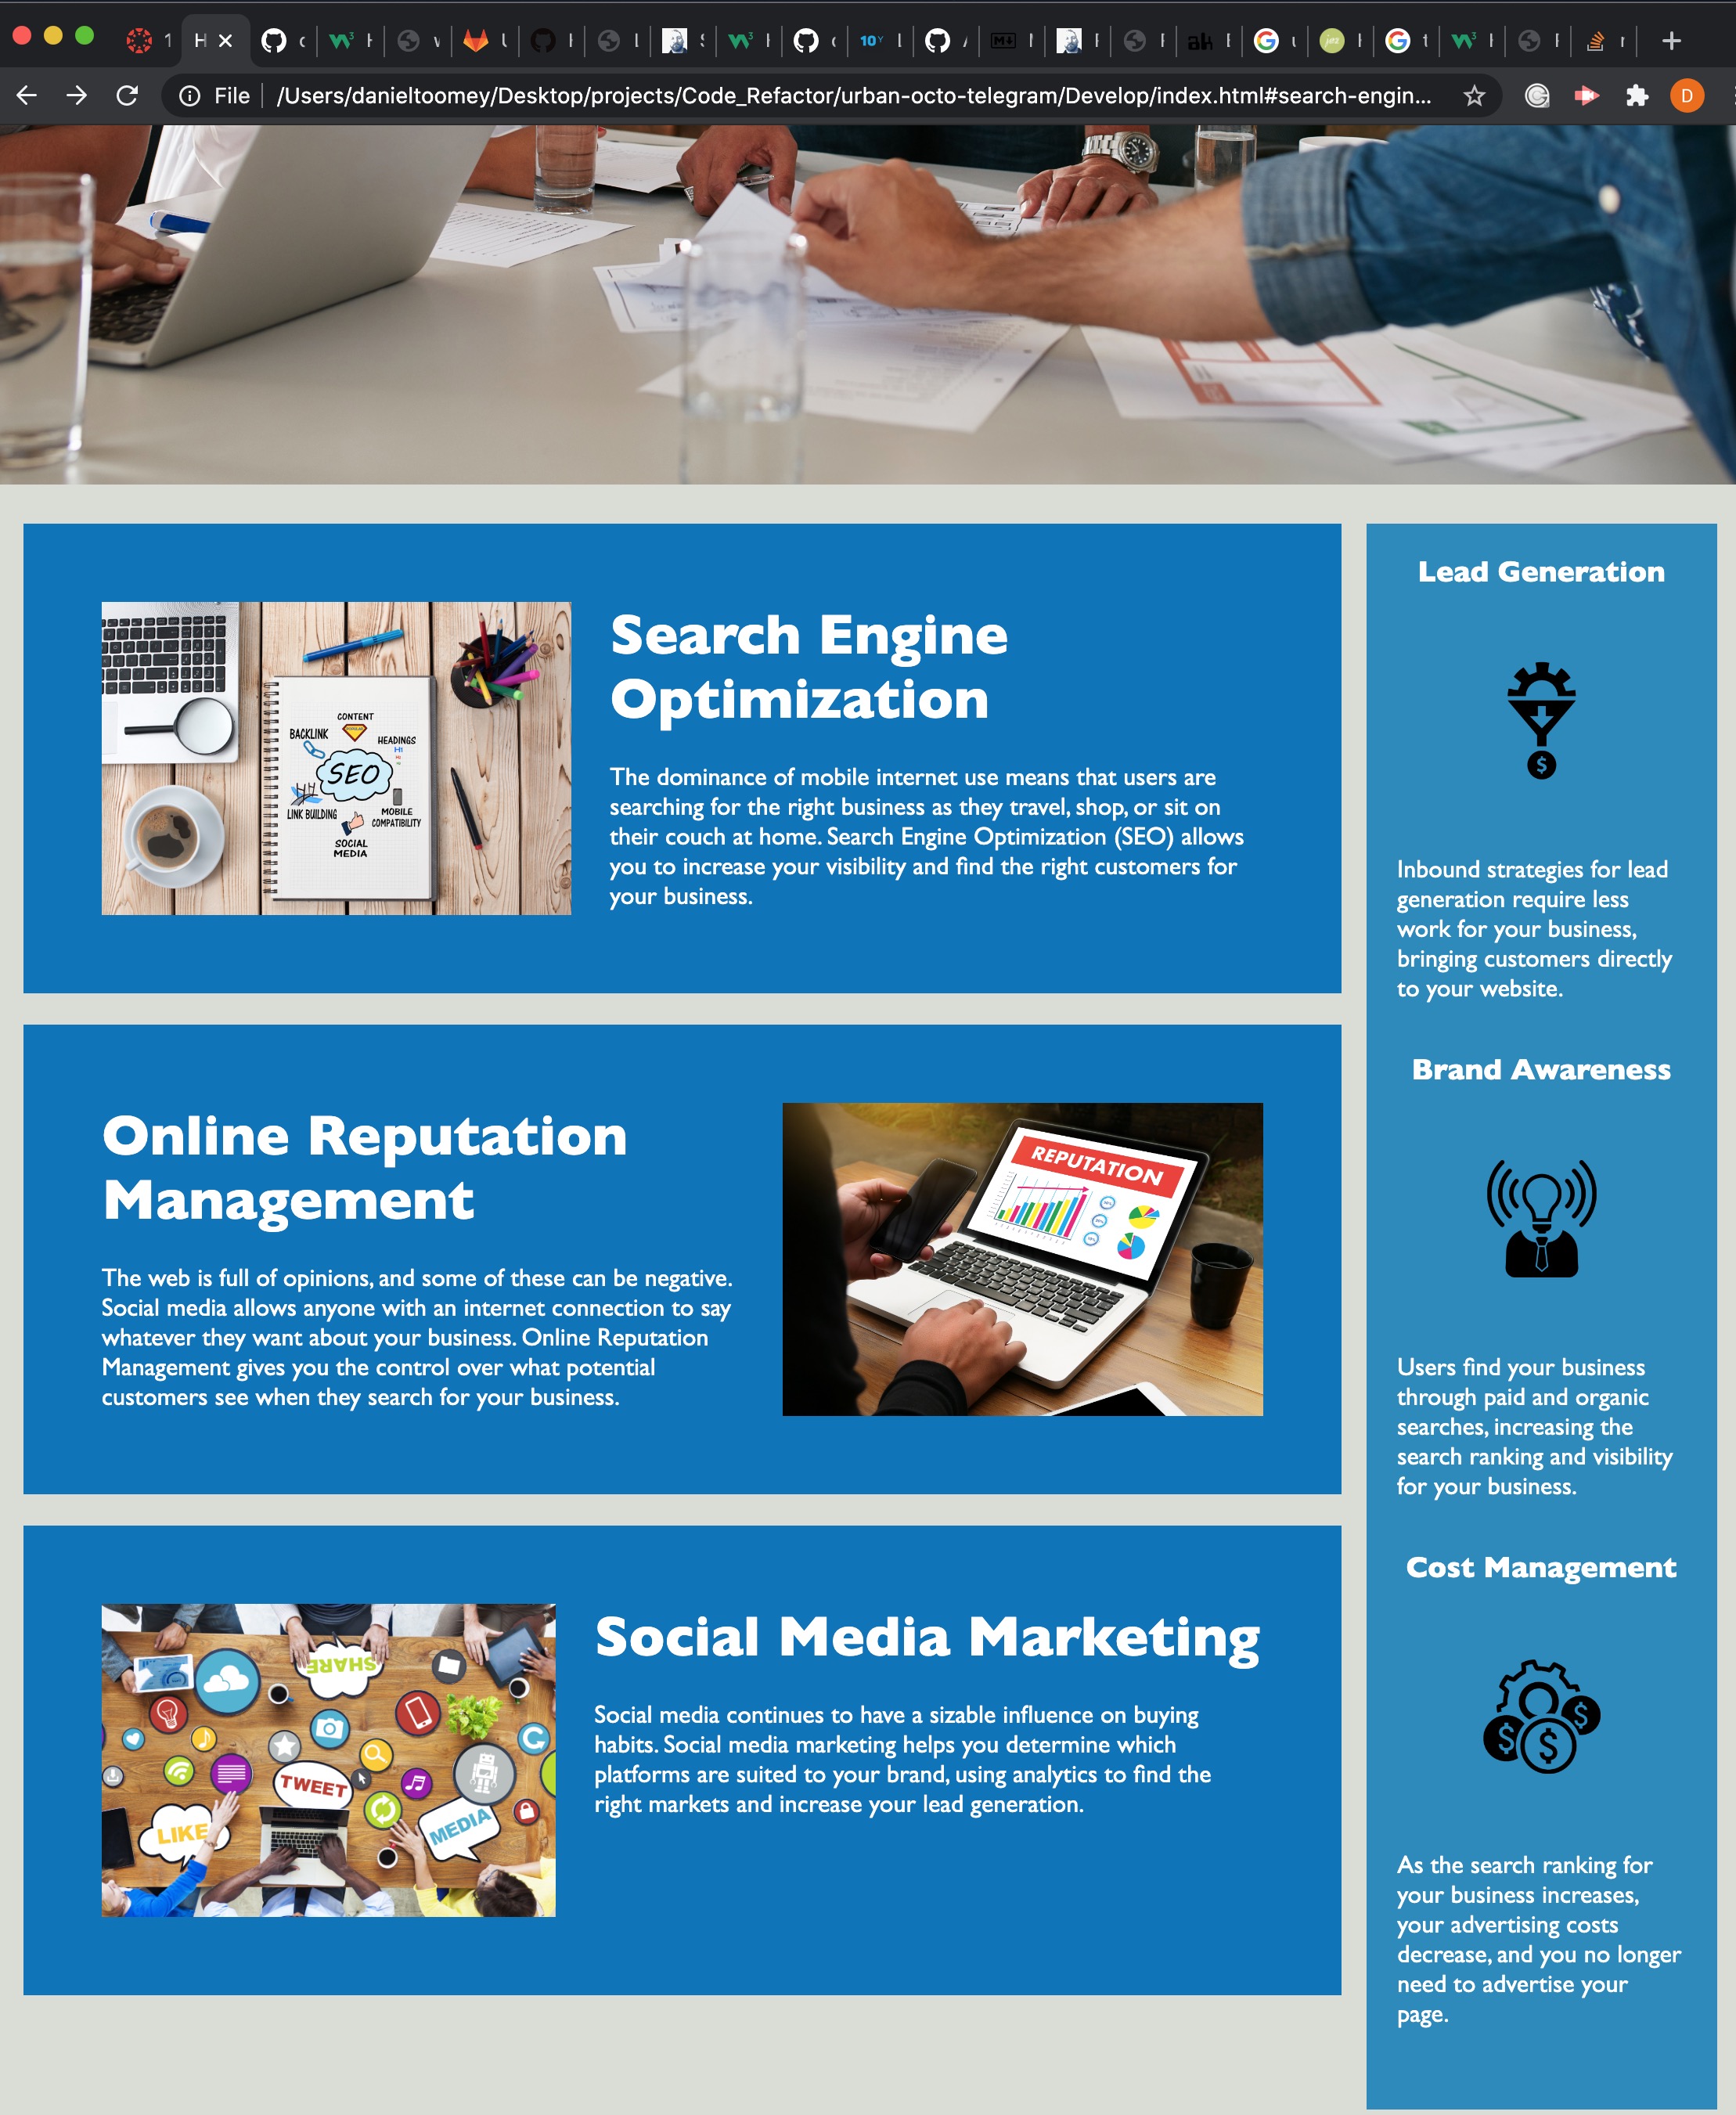 File
/Users/danieltoomey/Desktop/projects/Code_Refactor/urban-octo-telegram/Develop/index.html#search-engin...
D
Search Engine
Optimization
The dominance of mobile internet use means that users are
searching for the right business as they travel, shop, or sit on
their couch at home. Search Engine Optimization (SEO) allows
you to increase your visibility and find the right customers for
your business.
CONTENT
BACKLINK
HEADINGS
H1
SEO
LINK BUILDING
MOBILE
COMPATIBILITY
SOCIAL
MEDIA
Online Reputation
Management
The web is full of opinions, and some of these can be negative.
Social media allows anyone with an internet connection to say
whatever they want about your business. Online Reputation
Management gives you the control over what potential
customers see when they search for your business.
REPUTATION
Social Media Marketing
Social media continues to have a sizable influence on buying
habits. Social media marketing helps you determine which
platforms are suited to your brand, using analytics to find the
right markets and increase your lead generation.
SHARE
TWEET
LIKE
MEDIA
Lead Generation
$
Inbound strategies for lead
generation require less
work for your business,
bringing customers directly
to your website.
Brand Awareness
Users find your business
through paid and organic
searches, increasing the
search ranking and visibility
for your business.
Cost Management
$ $ $
As the search ranking for
your business increases,
your advertising costs
decrease, and you no longer
need to advertise your
page.